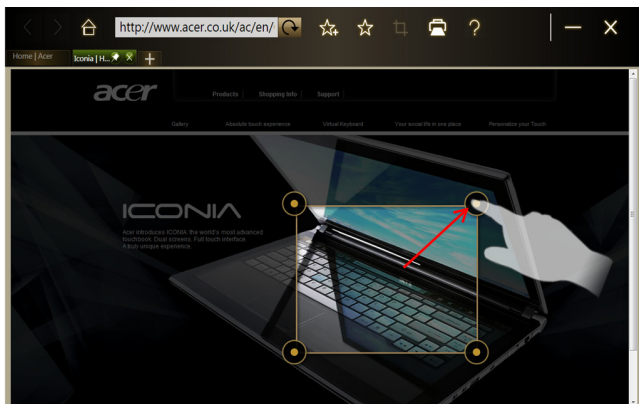 http://www.acer.co.uk/ac/en/
?
Home | Acer
Iconia | H...
acer
Products
Shopping Info
Support
Gallery
Absolute touch experience
Virtual Keyboard
Your social life in one place
Personalize your Touch
ICONIA
Acer introduces ICONIA: the world's most advanced
touchbook. Dual screens. Full touch interface.
A truly unique experience.